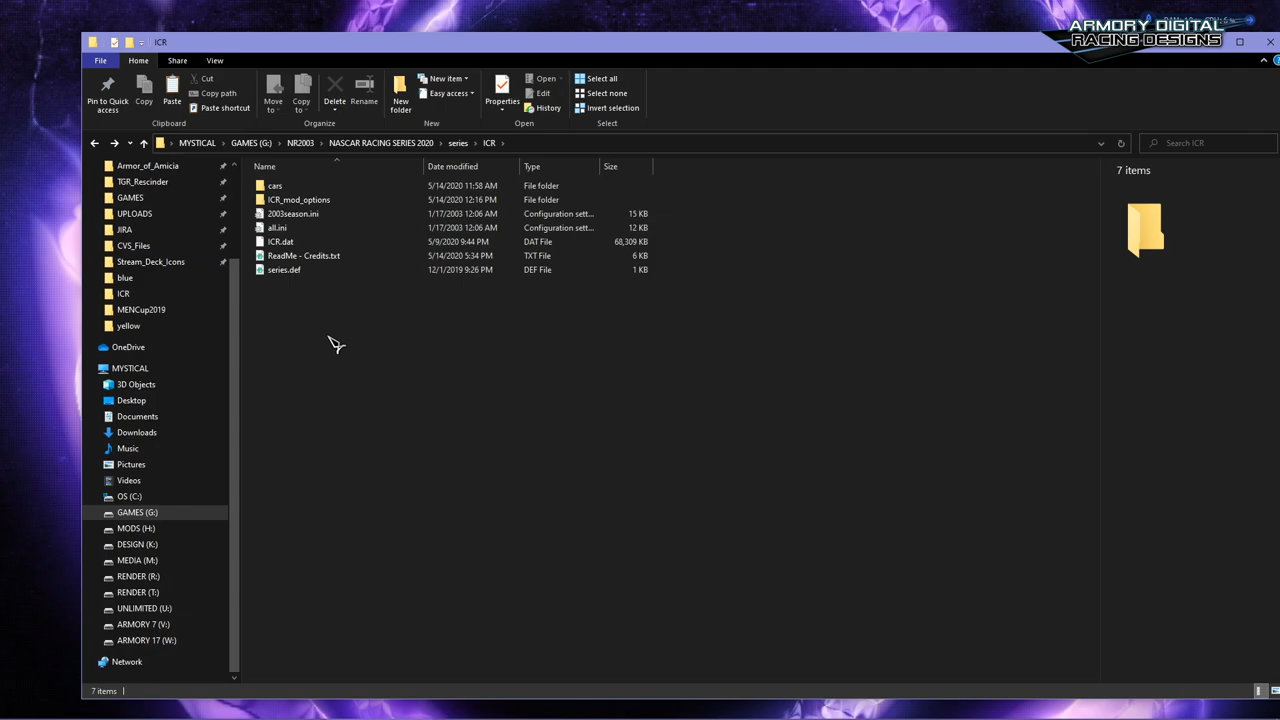 ARMORY DIGITAL
RACING DESIGNS
ICR
File Home Share View
Pin to Quick access
Copy
Paste
Cut
Copy path
Paste shortcut
Clipboard
Move to
Copy to
Delete
Rename
Organize
New folder
New item
Easy access
New
Properties
Open
Edit
History
Open
Select all
Select none
Invert selection
Select
MYSTICAL > GAMES (G:) > NR2003 > NASCAR RACING SERIES 2020 > series > ICR >
Search ICR
Armor_of_Amicia
TGR_Rescinder
GAMES
UPLOADS
JIRA
CVS_Files
Stream_Deck_Icons
blue
ICR
MENCup2019
yellow
OneDrive
MYSTICAL
3D Objects
Desktop
Documents
Downloads
Music
Pictures
Videos
OS (C:)
GAMES (G:)
MODS (H:)
DESIGN (K:)
MEDIA (M:)
RENDER (R:)
RENDER (T:)
UNLIMITED (U:)
ARMORY 7 (V:)
ARMORY 17 (W:)
Network
Name Date modified Type Size
cars 5/14/2020 11:58 AM File folder
ICR_mod_options 5/14/2020 12:16 PM File folder
2003season.ini 1/17/2003 12:06 AM Configuration sett... 15 KB
all.ini 1/17/2003 12:06 AM Configuration sett... 12 KB
ICR.dat 5/9/2020 9:44 PM DAT File 68,309 KB
ReadMe - Credits.txt 5/14/2020 5:34 PM TXT File 6 KB
series.def 12/1/2019 9:26 PM DEF File 1 KB
7 items
7 items